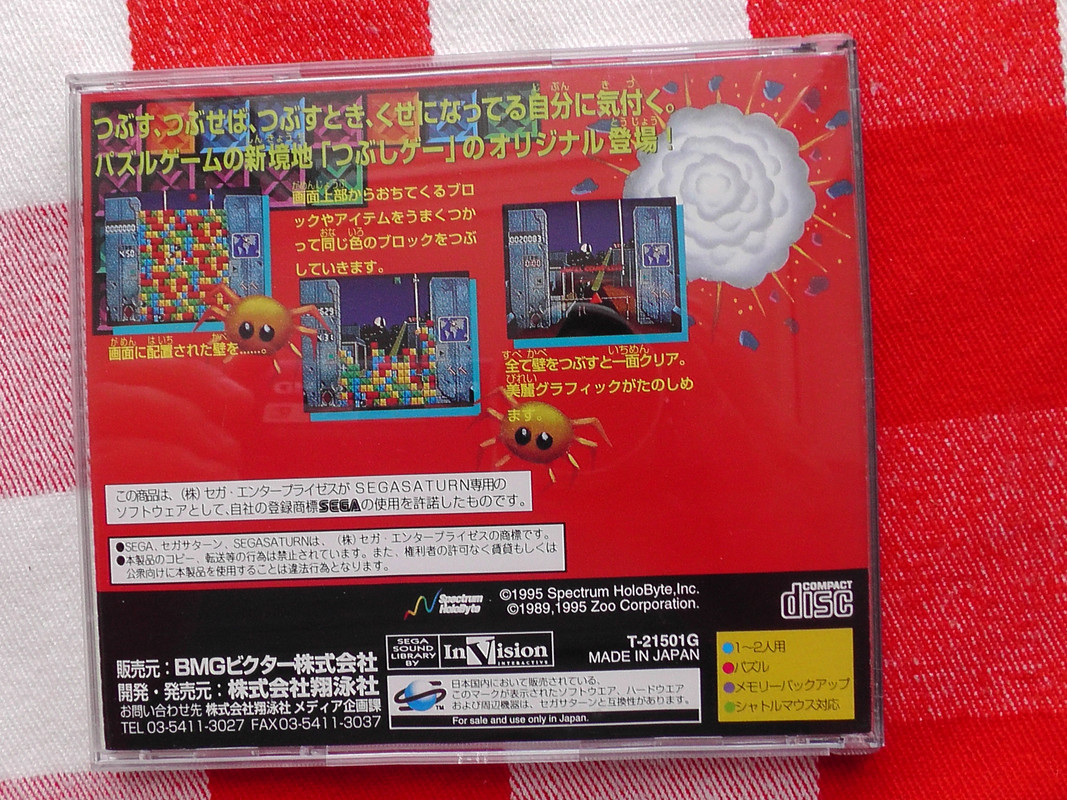 つぶす、つぶせば、つぶすとき、くせになってる自分に気付く。
パズルゲームの新境地「つぶしゲー」のオリジナル登場！
画面上部からおちてくるブロ
ックやアイテムをうまくつか
って同じ色のブロックをつぶ
していきます。
画面に配置された壁を……。
全て壁をつぶすと一面クリア。
美麗グラフィックがたのしめ
ます。
この商品は、（株）セガ・エンタープライゼスが SEGASATURN専用の
ソフトウェアとして、自社の登録商標SEGAの使用を許諾したものです。
●SEGA、セガサターン、SEGASATURNは、（株）セガ・エンタープライゼスの商標です。
●本製品のコピー、転送等の行為は禁止されています。また、権利者の許可なく賃貸もしくは
公衆向けに本製品を使用することは違法行為となります。
Spectrum
HoloByte
©1995 Spectrum HoloByte,Inc.
©1989,1995 Zoo Corporation.
COMPACT
disc
SEGA
SOUND
LIBRARY
BY
InVision
INTERACTIVE
T-21501G
MADE IN JAPAN
販売元：BMGビクター株式会社
開発・発売元：株式会社翔泳社
お問い合わせ先 株式会社翔泳社 メディア企画課
TEL 03-5411-3027 FAX 03-5411-3037
日本国内において販売されている、
このマークが表示されたソフトウエア、ハードウエア
および周辺機器は、セガサターンと互換性があります。
For sale and use only in Japan.
●1〜2人用
●パズル
●メモリーバックアップ
●シャトルマウス対応